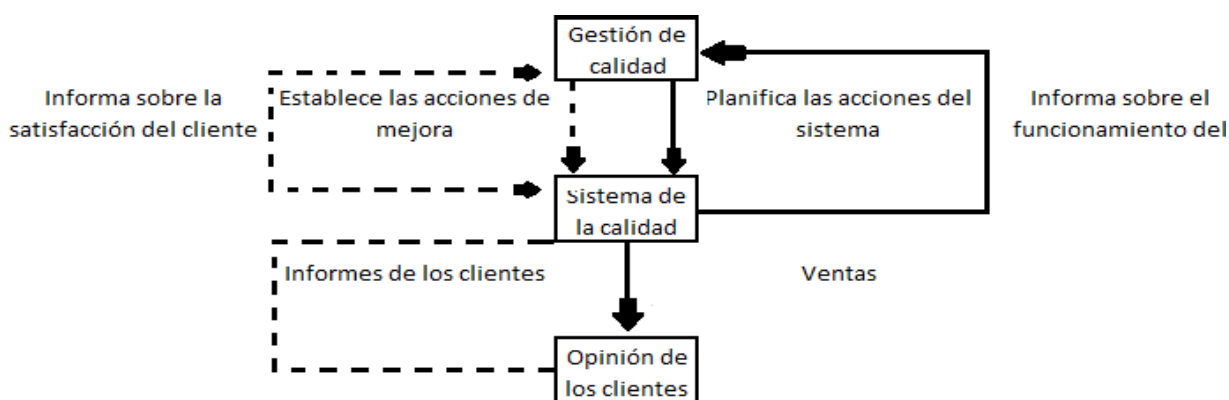 Gestión de
calidad
Informa sobre la
satisfacción del cliente
Establece las acciones de
mejora
Planifica las acciones del
sistema
Informa sobre el
funcionamiento del
Sistema de
la calidad
Informes de los clientes
Ventas
Opinión de
los clientes